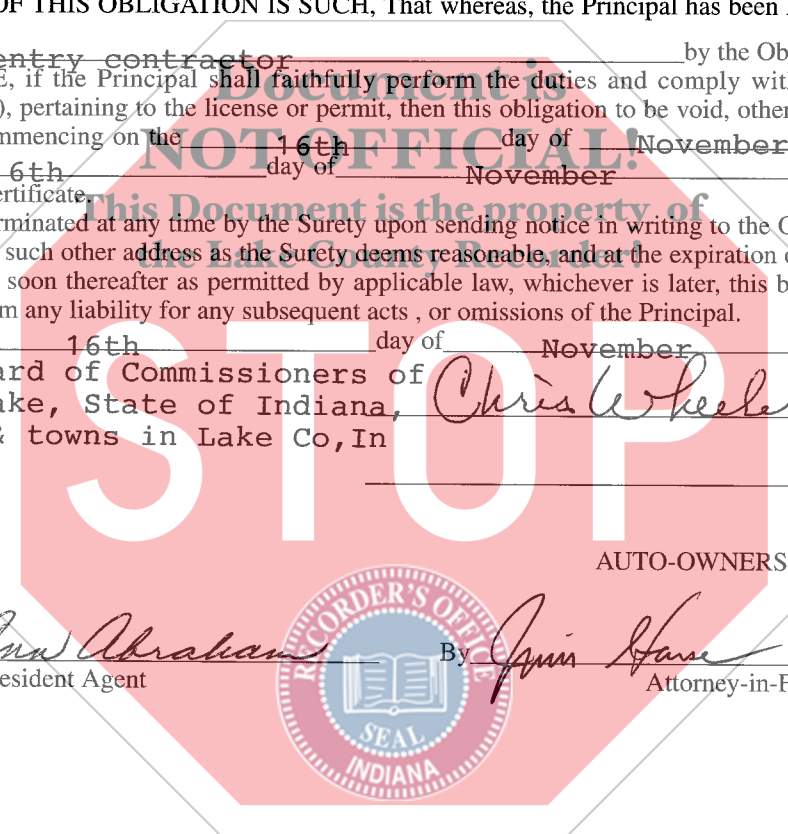 OF THIS OBLIGATION IS SUCH, That whereas, the Principal has been
entry contractor by the Ob
E, if the Principal shall faithfully perform the duties and comply wit
Document is
), pertaining to the license or permit, then this obligation to be void, other
mmencing on the 16th day of November
NOT OFFICIAL!
6th day of November
ertificate.
This Document is the property of
rminated at any time by the Surety upon sending notice in writing to the O
such other address as the Surety deems reasonable, and at the expiration
the Lake County Recorder!
soon thereafter as permitted by applicable law, whichever is later, this b
m any liability for any subsequent acts , or omissions of the Principal.
16th day of November
ard of Commissioners of
ake, State of Indiana, Chris Wheele
& towns in Lake Co,In
STOP
AUTO-OWNERS
RECORDER'S OFFICE
Ann Abraham By Jim
esident Agent Attorney-in-F
SEAL
INDIANA